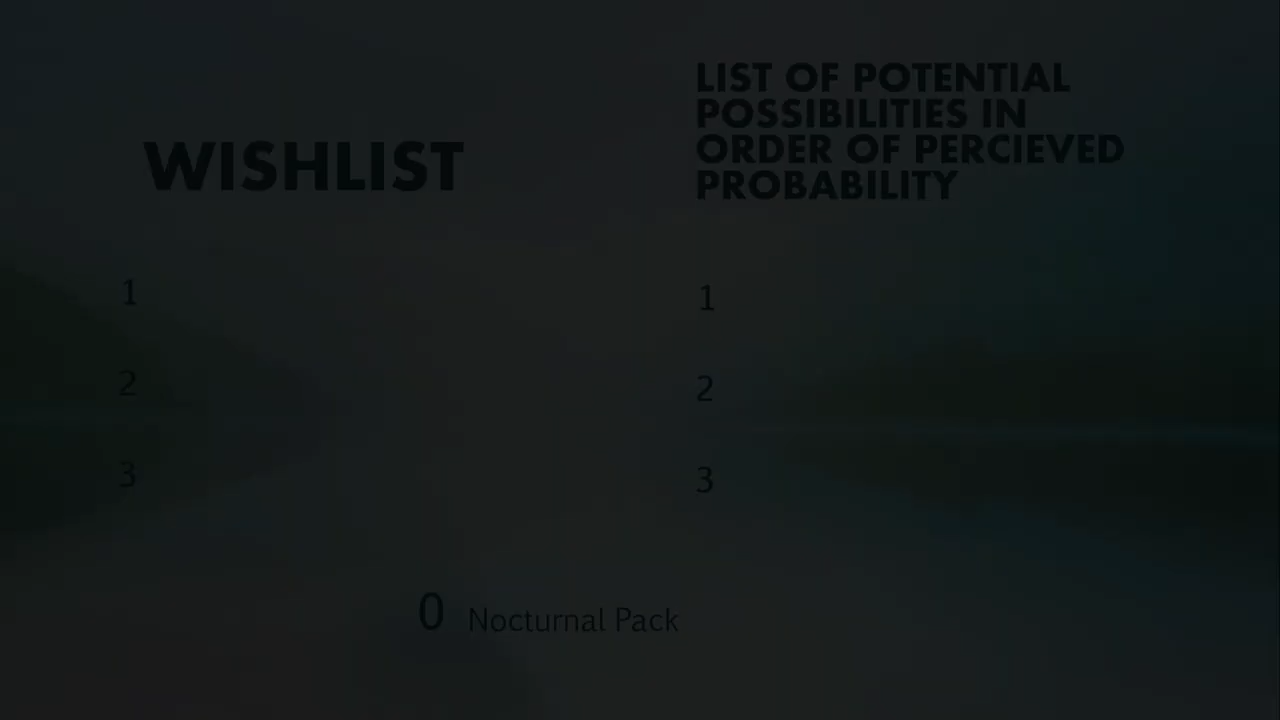 WISHLIST
1
2
3
LIST OF POTENTIAL
POSSIBILITIES IN
ORDER OF PERCIEVED
PROBABILITY
1
2
3
0 Nocturnal Pack